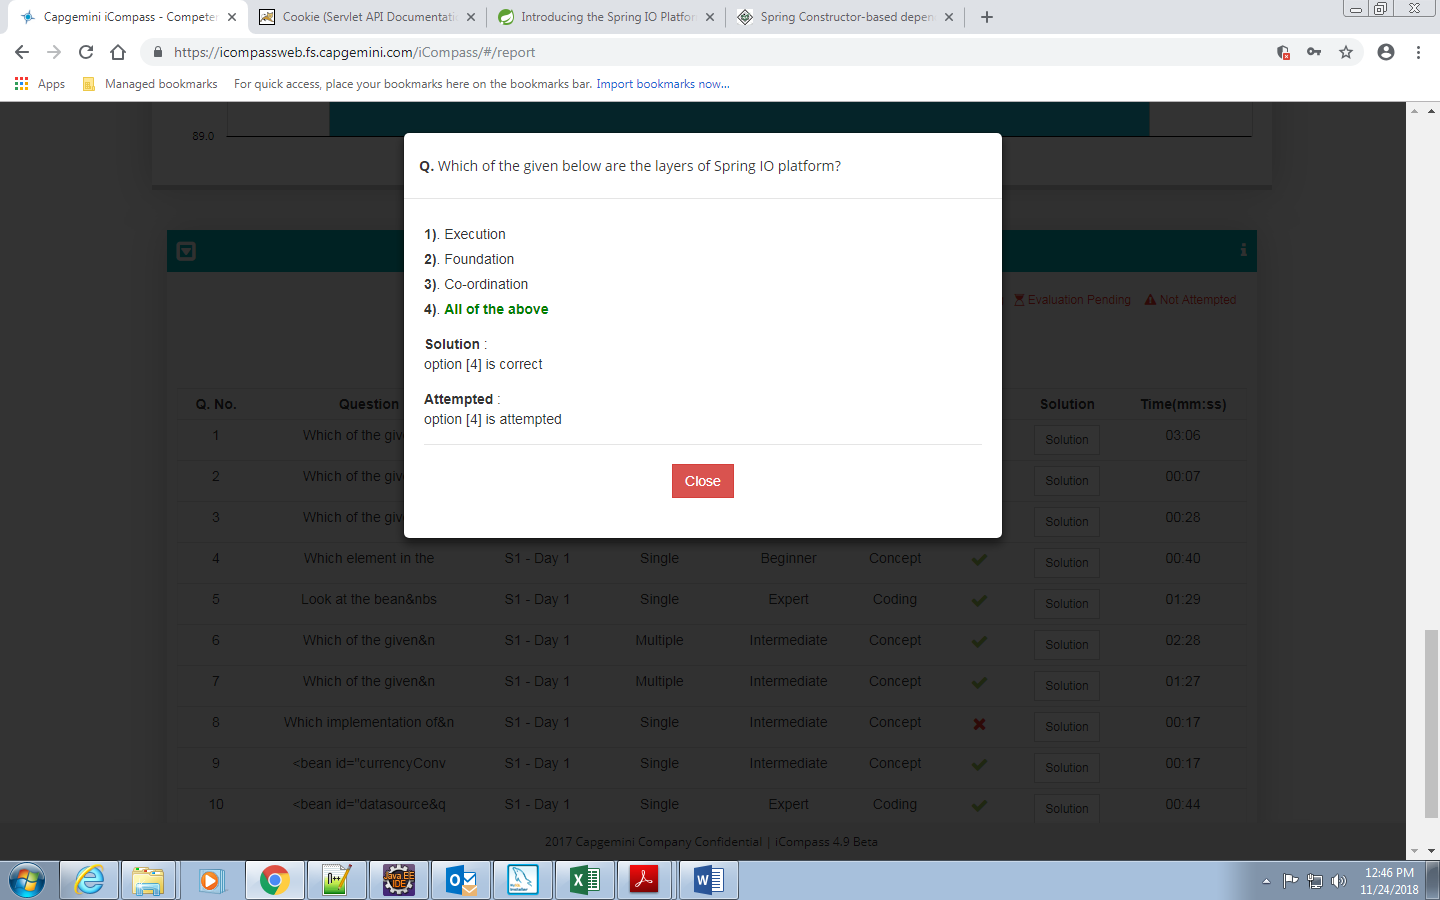 Capgemini iCompass - Competer
Cookie (Servlet API Documentatio
Introducing the Spring IO Platfor
Spring Constructor-based depen
https://icompassweb.fs.capgemini.com/iCompass/#/report
Apps
Managed bookmarks
For quick access, place your bookmarks here on the bookmarks bar. Import bookmarks now...
89.0
Q. Which of the given below are the layers of Spring IO platform?
1). Execution
2). Foundation
3). Co-ordination
4). All of the above
Solution :
option [4] is correct
Attempted :
option [4] is attempted
Close
Evaluation Pending
Not Attempted
Q. No. Question Solution Time(mm:ss)
1 Which of the giv Solution 03:06
2 Which of the giv Solution 00:07
3 Which of the giv Solution 00:28
4 Which element in the S1 - Day 1 Single Beginner Concept Solution 00:40
5 Look at the bean&nbs S1 - Day 1 Single Expert Coding Solution 01:29
6 Which of the given&n S1 - Day 1 Multiple Intermediate Concept Solution 02:28
7 Which of the given&n S1 - Day 1 Multiple Intermediate Concept Solution 01:27
8 Which implementation of&n S1 - Day 1 Single Intermediate Concept Solution 00:17
9 <bean id="currencyConv S1 - Day 1 Single Intermediate Concept Solution 00:17
10 <bean id="datasource&q S1 - Day 1 Single Expert Coding Solution 00:44
2017 Capgemini Company Confidential | iCompass 4.9 Beta
Java EE
IDE
12:46 PM
11/24/2018